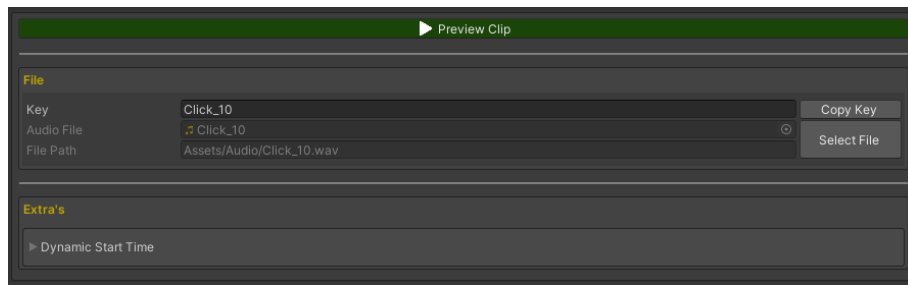 Preview Clip
File
Key Click_10 Copy Key
Audio File Click_10
Select File
File Path Assets/Audio/Click_10.wav
Extra's
Dynamic Start Time